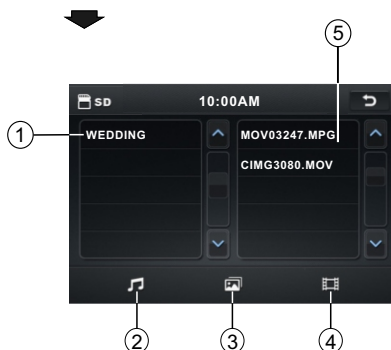 5
SD 10:00AM
1
WEDDING MOV03247.MPG
CIMG3080.MOV
2 3 4